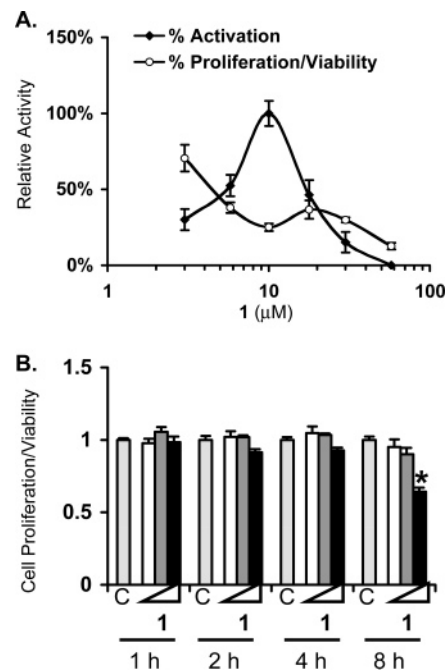 A.
150%
% Activation
% Proliferation/Viability
100%
50%
0%
Relative Activity
1
10
100
1 (μM)
B.
1.5
1
0.5
0
Cell Proliferation/Viability
*
C
C
C
C
1
1
1
1
1 h
2 h
4 h
8 h